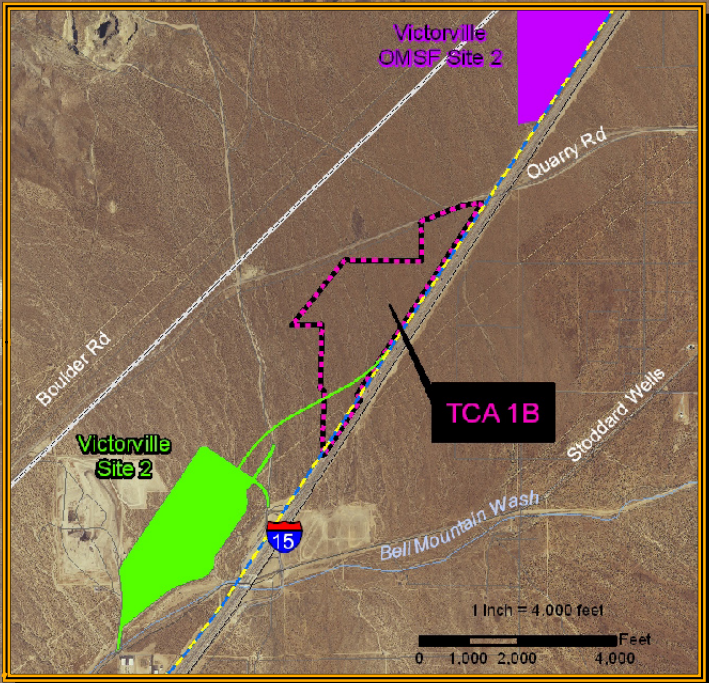 Victorville
OMSF Site 2
Quarry Rd
Boulder Rd
TCA 1B
Stoddard Wells
Victorville
Site 2
Bell Mountain Wash
15
1 Inch = 4,000 feet
Feet
0 1,000 2,000 4,000